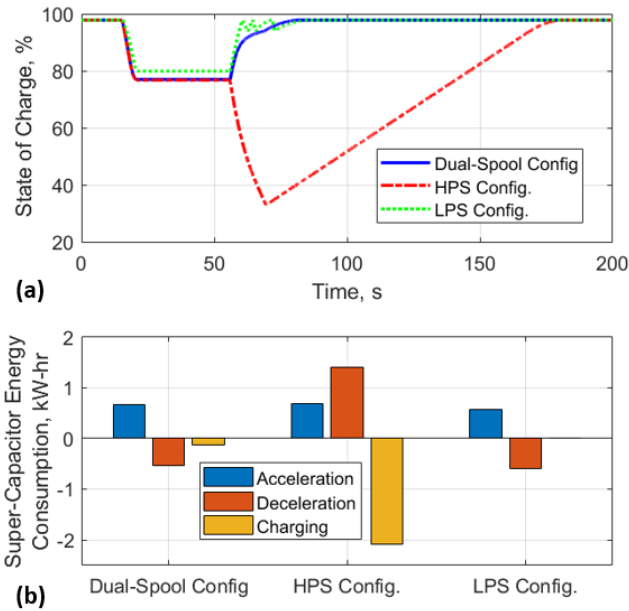 100
80
60
40
20
State of Charge, %
Dual-Spool Config
HPS Config.
LPS Config.
0
50
100
150
200
(a)
Time, s
2
1
0
-1
-2
Super-Capacitor Energy
Consumption, kW-hr
Acceleration
Deceleration
Charging
(b)
Dual-Spool Config
HPS Config.
LPS Config.